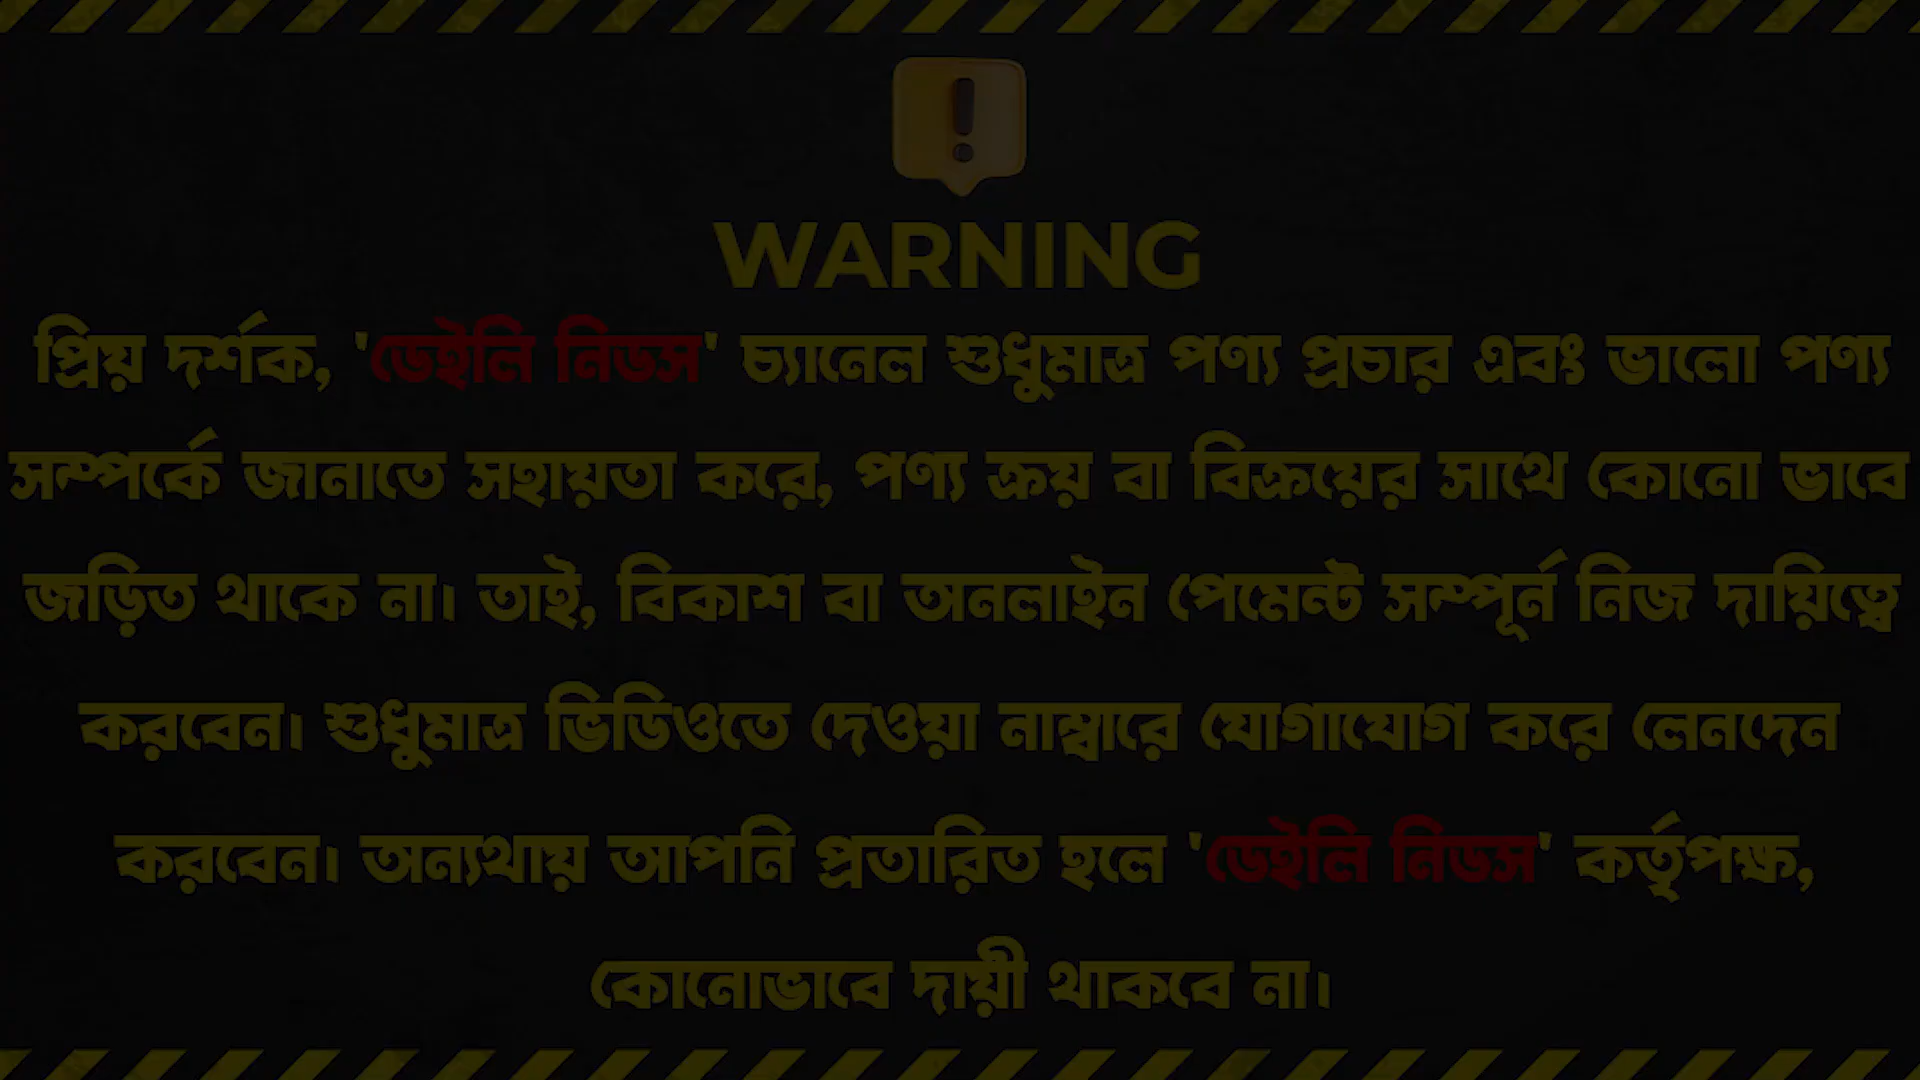 WARNING
প্রিয় দর্শক, 'ডেইলি নিডস' চ্যানেল শুধুমাত্র পণ্য প্রচার এবং ভালো পণ্য
সম্পর্কে জানাতে সহায়তা করে, পণ্য ক্রয় বা বিক্রয়ের সাথে কোনো ভাবে
জড়িত থাকে না। তাই, বিকাশ বা অনলাইন পেমেন্ট সম্পূর্ন নিজ দায়িত্বে
করবেন। শুধুমাত্র ভিডিওতে দেওয়া নাম্বারে যোগাযোগ করে লেনদেন
করবেন। অন্যথায় আপনি প্রতারিত হলে 'ডেইলি নিডস' কর্তৃপক্ষ,
কোনোভাবে দায়ী থাকবে না।